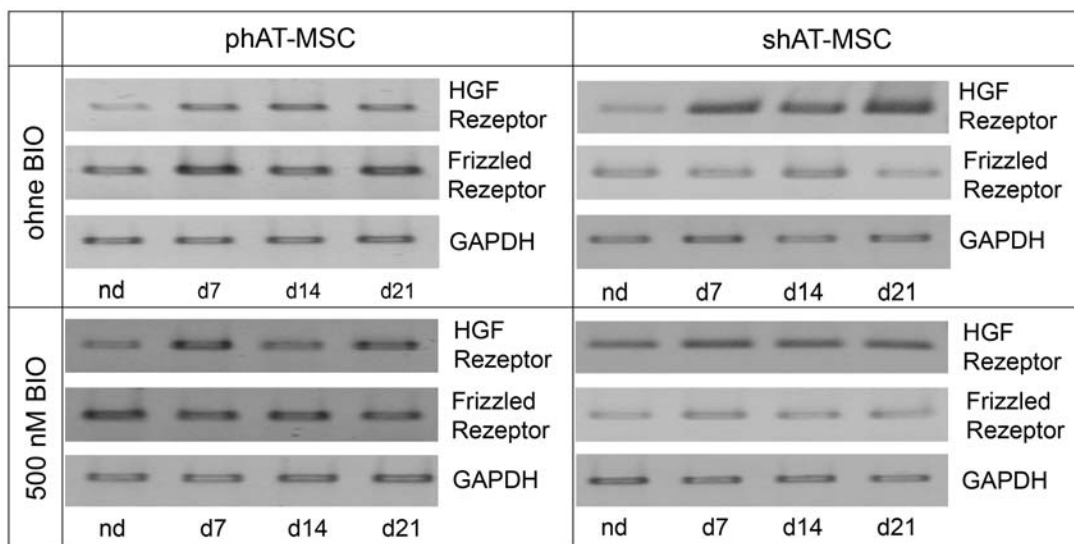 phAT-MSC
shAT-MSC
ohne BIO
HGF
Rezeptor
Frizzled
Rezeptor
GAPDH
nd d7 d14 d21
HGF
Rezeptor
Frizzled
Rezeptor
GAPDH
nd d7 d14 d21
500 nM BIO
HGF
Rezeptor
Frizzled
Rezeptor
GAPDH
nd d7 d14 d21
HGF
Rezeptor
Frizzled
Rezeptor
GAPDH
nd d7 d14 d21